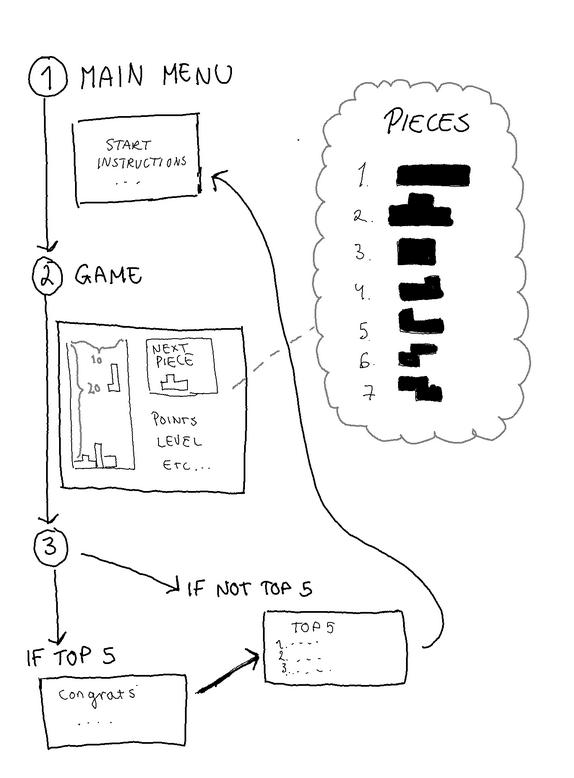 1 MAIN MENU
START
INSTRUCTIONS
...
2 GAME
10
20
NEXT
PIECE
POINTS
LEVEL
ETC...
PIECES
1.
2.
3.
4.
5.
6.
7
3
IF NOT TOP 5
IF TOP 5
Congrats
....
TOP 5
1.
2.
3.